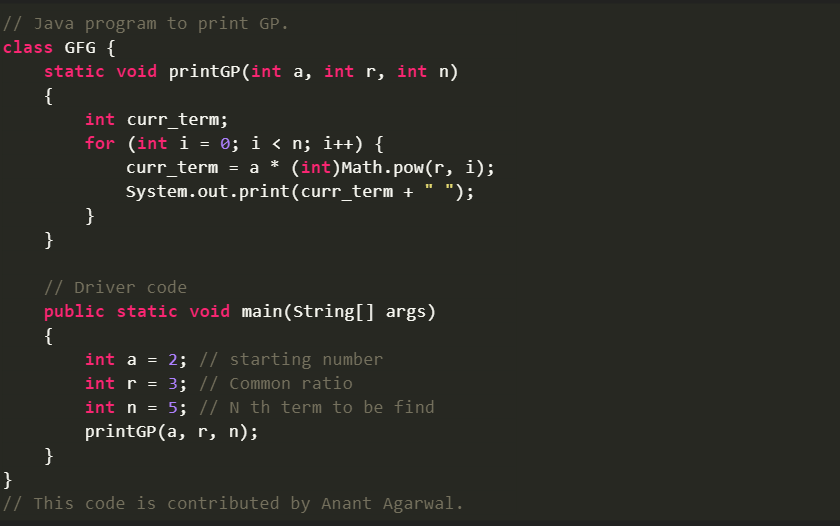 // Java program to print GP.
class GFG {
    static void printGP(int a, int r, int n)
    {
        int curr_term;
        for (int i = 0; i < n; i++) {
            curr_term = a * (int)Math.pow(r, i);
            System.out.print(curr_term + " ");
        }
    }

    // Driver code
    public static void main(String[] args)
    {
        int a = 2; // starting number
        int r = 3; // Common ratio
        int n = 5; // N th term to be find
        printGP(a, r, n);
    }
}
// This code is contributed by Anant Agarwal.